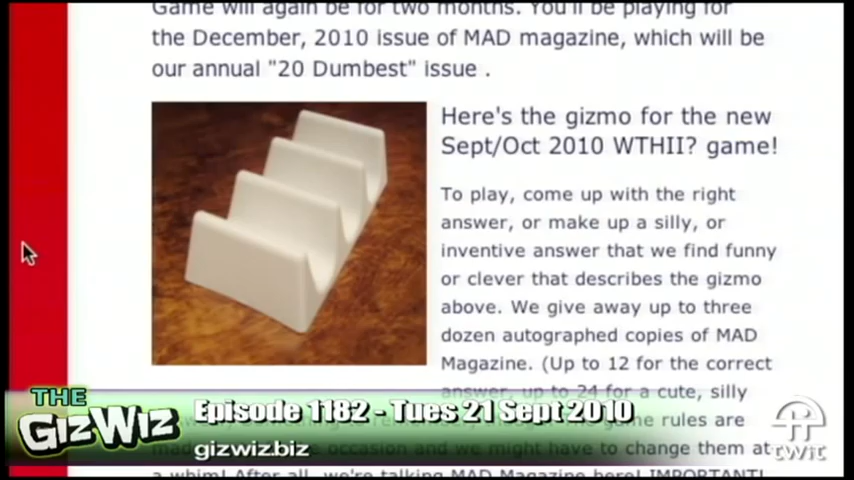 Game will again be for two months. You'll be playing for
the December, 2010 issue of MAD magazine, which will be
our annual "20 Dumbest" issue .
Here's the gizmo for the new
Sept/Oct 2010 WTHII? game!
To play, come up with the right
answer, or make up a silly, or
inventive answer that we find funny
or clever that describes the gizmo
above. We give away up to three
dozen autographed copies of MAD
Magazine. (Up to 12 for the correct
answer, up to 24 for a cute, silly
game rules are
occasion and we might have to change them at
a whim! After all, we're talking MAD Magazine here! IMPORTANT!
THE
GIZWIZ
Episode 1182 - Tues 21 Sept 2010
gizwiz.biz
twit